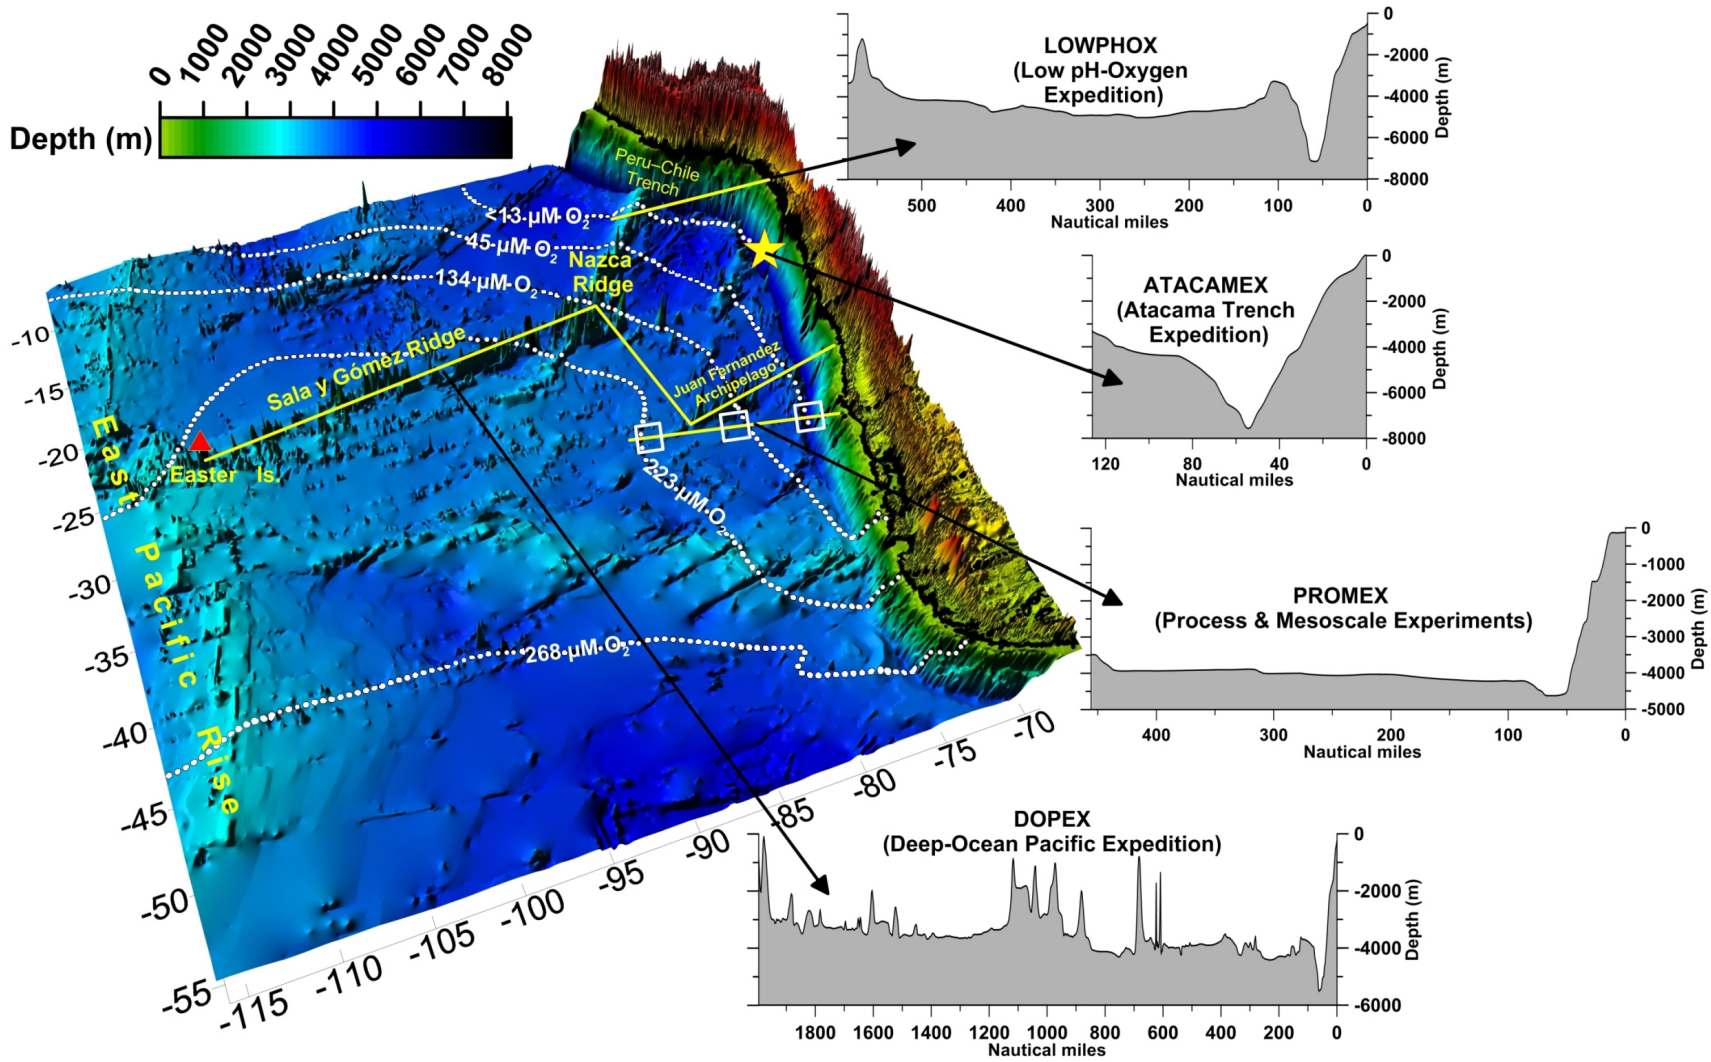 0 1000 2000 3000 4000 5000 6000 7000 8000
Depth (m)
Peru–Chile
Trench
<13 µM O2
45 µM O2
134 µM O2
Nazca
Ridge
Sala y Gómez Ridge
Juan Fernandez
Archipelago
Easter Is.
223 µM O2
268 µM O2
East Pacific Rise
-10
-15
-20
-25
-30
-35
-40
-45
-50
-55
-115 -110 -105 -100 -95 -90 -85 -80 -75 -70
LOWPHOX
(Low pH-Oxygen
Expedition)
0
-2000
-4000
-6000
-8000
Depth (m)
500 400 300 200 100 0
Nautical miles
ATACAMEX
(Atacama Trench
Expedition)
0
-2000
-4000
-6000
-8000
Depth (m)
120 80 40 0
Nautical miles
PROMEX
(Process & Mesoscale Experiments)
0
-1000
-2000
-3000
-4000
-5000
Depth (m)
400 300 200 100 0
Nautical miles
DOPEX
(Deep-Ocean Pacific Expedition)
0
-2000
-4000
-6000
Depth (m)
1800 1600 1400 1200 1000 800 600 400 200 0
Nautical miles